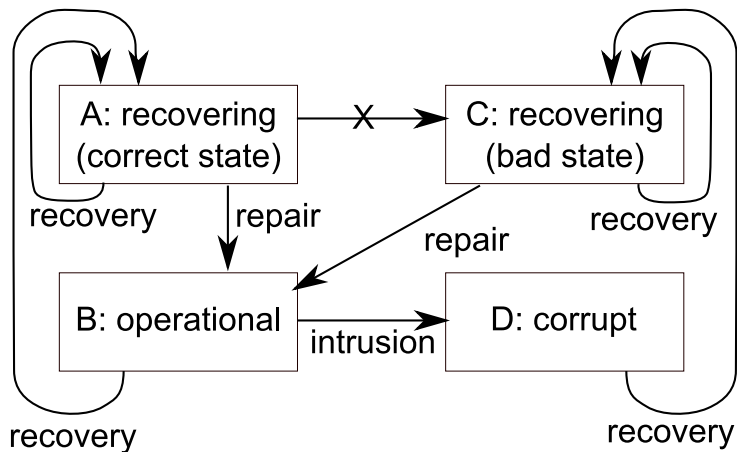 A: recovering
(correct state)
X
C: recovering
(bad state)
recovery
repair
recovery
repair
B: operational
intrusion
D: corrupt
recovery
recovery